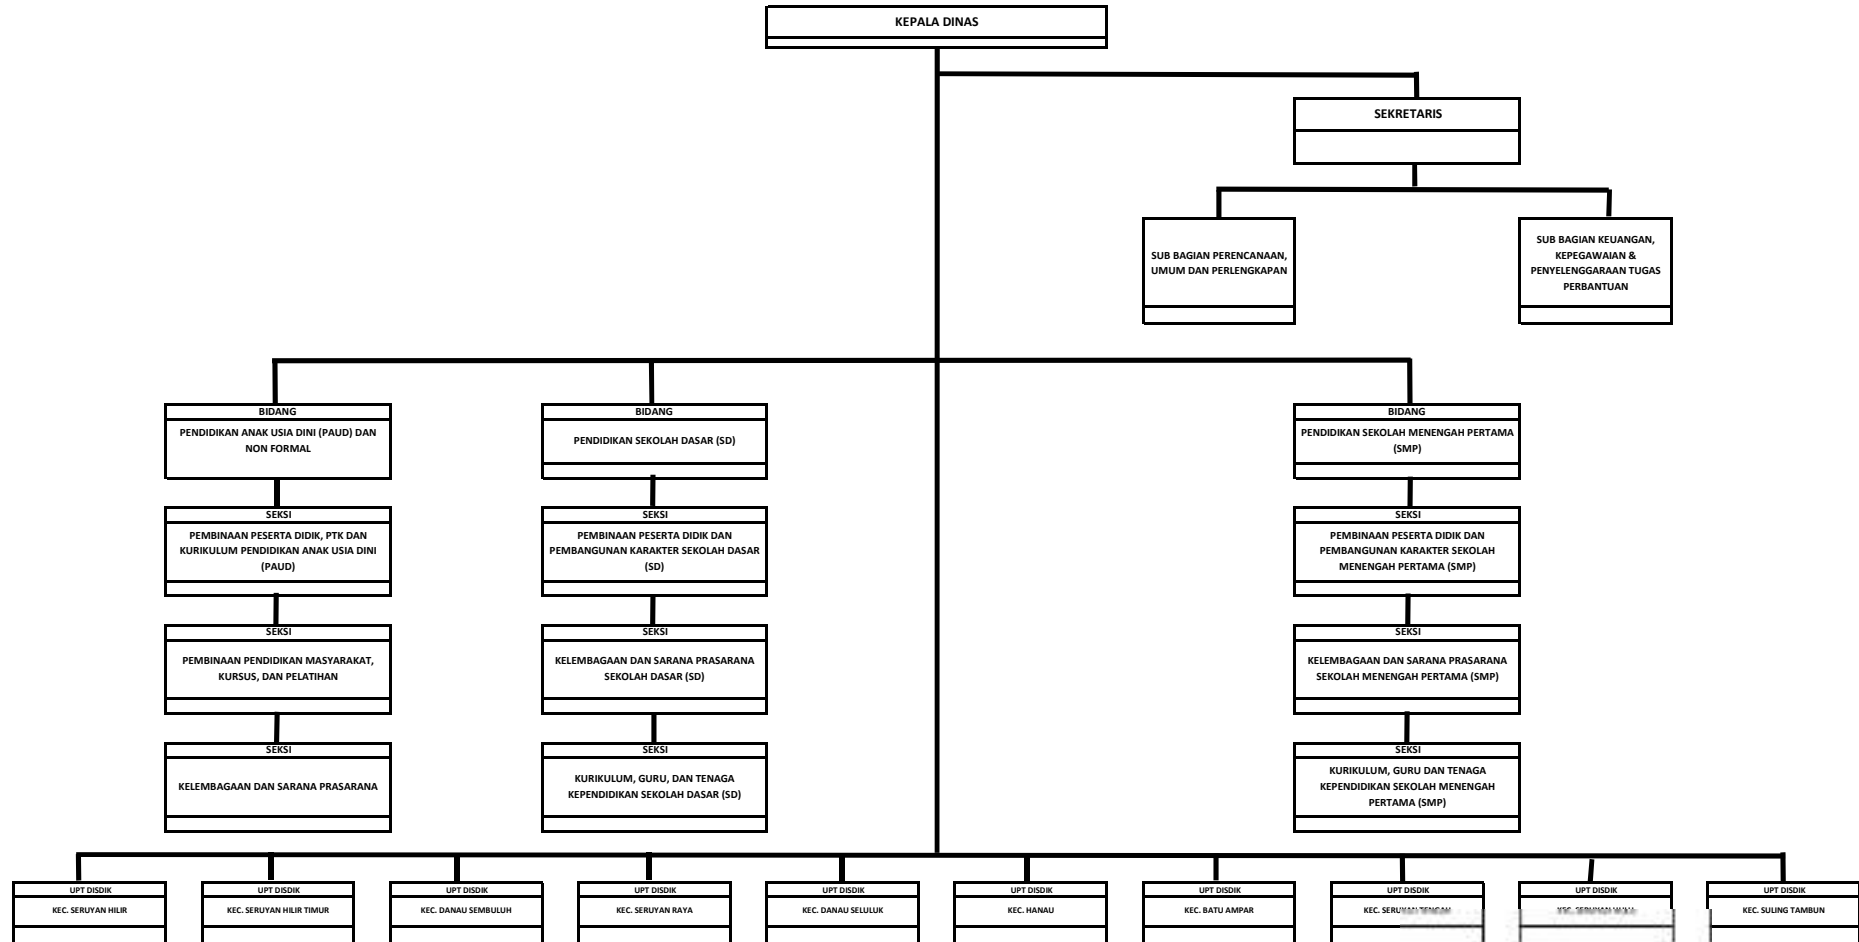 KEPALA DINAS
SEKRETARIS
SUB BAGIAN PERENCANAAN,
UMUM DAN PERLENGKAPAN
SUB BAGIAN KEUANGAN,
KEPEGAWAIAN &
PENYELENGGARAAN TUGAS
PERBANTUAN
BIDANG
PENDIDIKAN ANAK USIA DINI (PAUD) DAN
NON FORMAL
BIDANG
PENDIDIKAN SEKOLAH DASAR (SD)
BIDANG
PENDIDIKAN SEKOLAH MENENGAH PERTAMA
(SMP)
SEKSI
PEMBINAAN PESERTA DIDIK, PTK DAN
KURIKULUM PENDIDIKAN ANAK USIA DINI
(PAUD)
SEKSI
PEMBINAAN PESERTA DIDIK DAN
PEMBANGUNAN KARAKTER SEKOLAH DASAR
(SD)
SEKSI
PEMBINAAN PESERTA DIDIK DAN
PEMBANGUNAN KARAKTER SEKOLAH
MENENGAH PERTAMA (SMP)
SEKSI
PEMBINAAN PENDIDIKAN MASYARAKAT,
KURSUS, DAN PELATIHAN
SEKSI
KELEMBAGAAN DAN SARANA PRASARANA
SEKOLAH DASAR (SD)
SEKSI
KELEMBAGAAN DAN SARANA PRASARANA
SEKOLAH MENENGAH PERTAMA (SMP)
SEKSI
KELEMBAGAAN DAN SARANA PRASARANA
SEKSI
KURIKULUM, GURU, DAN TENAGA
KEPENDIDIKAN SEKOLAH DASAR (SD)
SEKSI
KURIKULUM, GURU DAN TENAGA
KEPENDIDIKAN SEKOLAH MENENGAH
PERTAMA (SMP)
UPT DISDIK
KEC. SERUYAN HILIR
UPT DISDIK
KEC. SERUYAN HILIR TIMUR
UPT DISDIK
KEC. DANAU SEMBULUH
UPT DISDIK
KEC. SERUYAN RAYA
UPT DISDIK
KEC. DANAU SELULUK
UPT DISDIK
KEC. HANAU
UPT DISDIK
KEC. BATU AMPAR
UPT DISDIK
KEC. SERUYAN TENGAH
UPT DISDIK
KEC. SERUYAN
UPT DISDIK
KEC. SULING TAMBUN